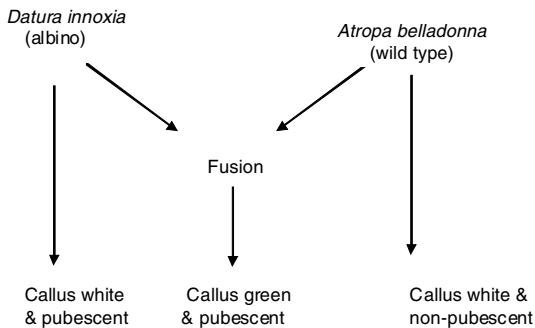 Datura innoxia
(albino)
Atropa belladonna
(wild type)
Fusion
Callus white
& pubescent
Callus green
& pubescent
Callus white &
non-pubescent